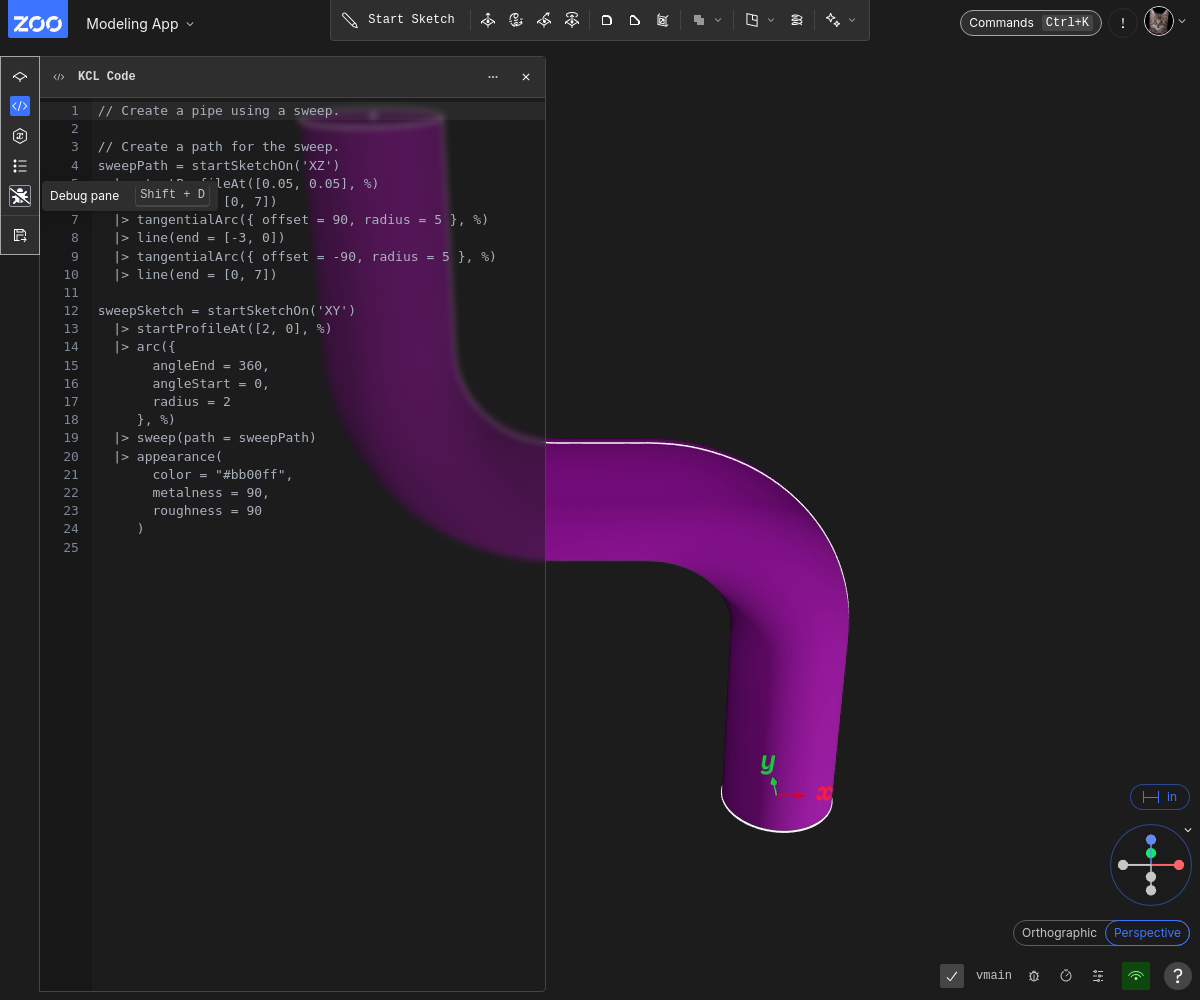 ZOO
Modeling App
Start Sketch
Commands Ctrl+K
!
</> KCL Code
1 // Create a pipe using a sweep.
2
3 // Create a path for the sweep.
4 sweepPath = startSketchOn('XZ')
ileAt([0.05, 0.05], %)
Debug pane Shift + D
[0, 7])
7 |> tangentialArc({ offset = 90, radius = 5 }, %)
8 |> line(end = [-3, 0])
9 |> tangentialArc({ offset = -90, radius = 5 }, %)
10 |> line(end = [0, 7])
11
12 sweepSketch = startSketchOn('XY')
13 |> startProfileAt([2, 0], %)
14 |> arc({
15 angleEnd = 360,
16 angleStart = 0,
17 radius = 2
18 }, %)
19 |> sweep(path = sweepPath)
20 |> appearance(
21 color = "#bb00ff",
22 metalness = 90,
23 roughness = 90
24 )
25
y
x
in
Orthographic
Perspective
vmain
?